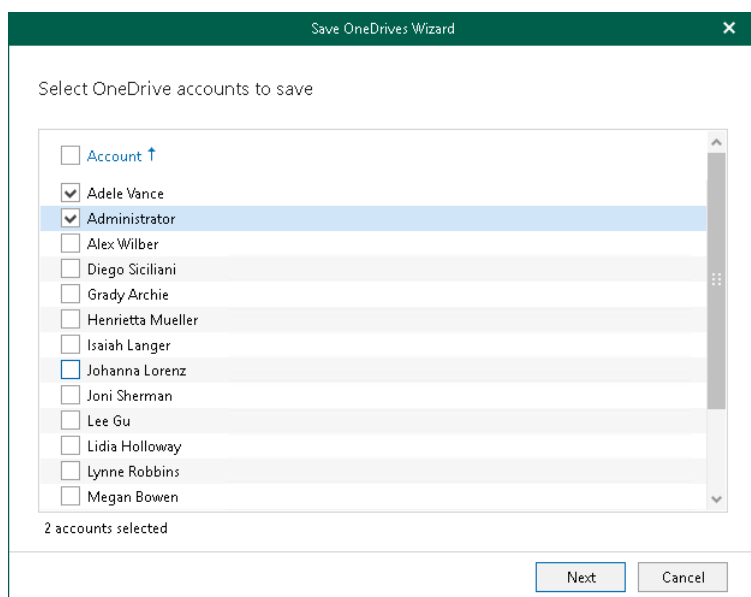 Save OneDrives Wizard
Select OneDrive accounts to save
Account ↑
Adele Vance
Administrator
Alex Wilber
Diego Siciliani
Grady Archie
Henrietta Mueller
Isaiah Langer
Johanna Lorenz
Joni Sherman
Lee Gu
Lidia Holloway
Lynne Robbins
Megan Bowen
2 accounts selected
Next Cancel